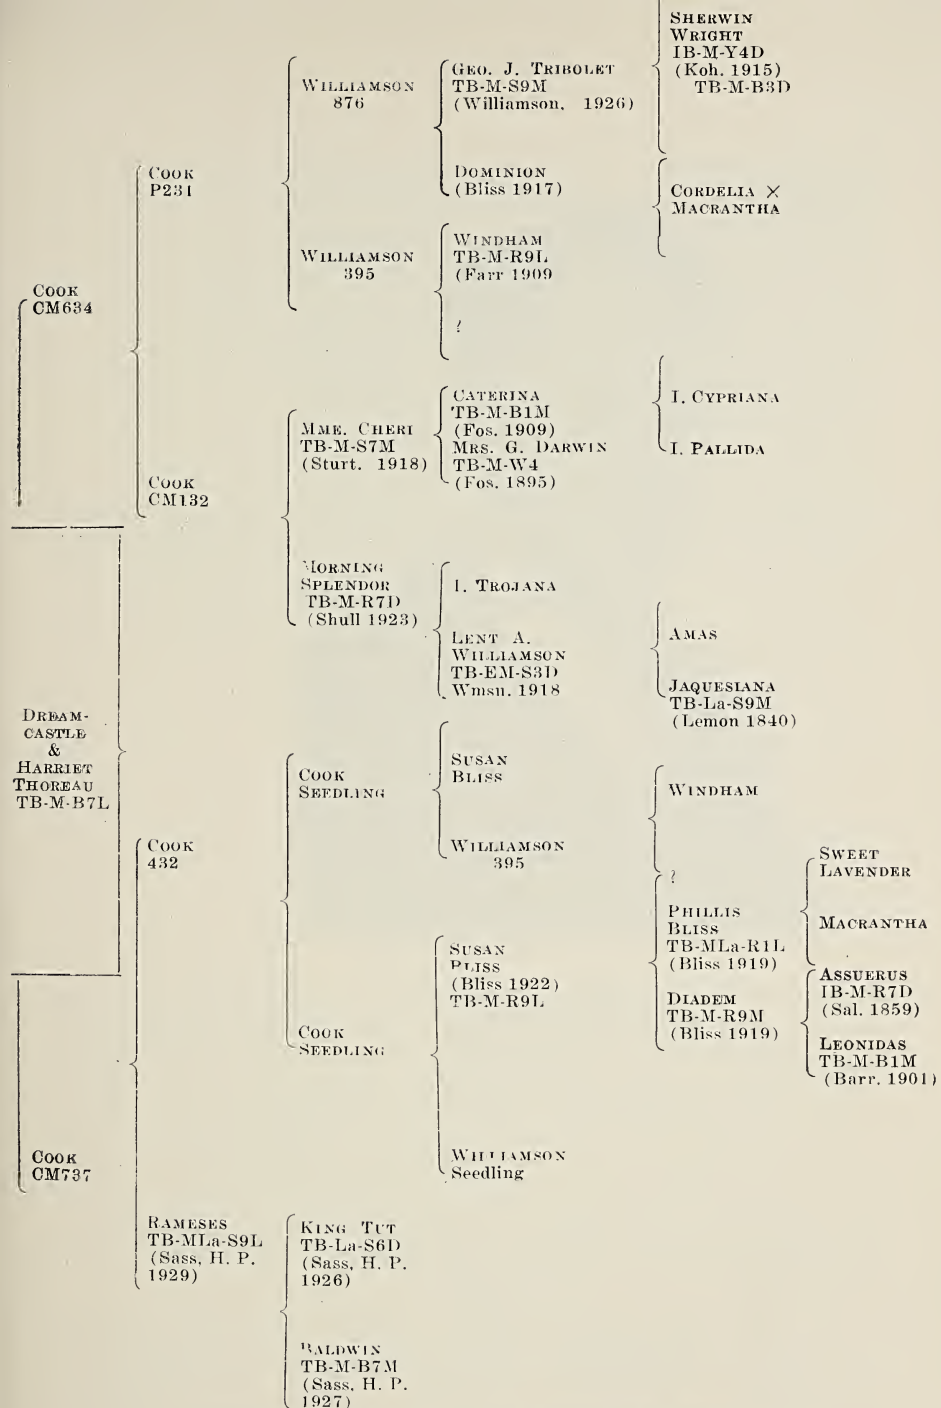 SHERWIN
WRIGHT
IB-M-Y4D
(Koh. 1915)
TB-M-B3D
WILLIAMSON
876
GEO. J. TRIBOLET
TB-M-S9M
(Williamson, 1926)
COOK
P231
DOMINION
(Bliss 1917)
CORDELIA ×
MACRANTHA
WILLIAMSON
395
WINDHAM
TB-M-R9L
(Farr 1909
?
COOK
CM634
MME. CHERI
TB-M-S7M
(Sturt. 1918)
CATERINA
TB-M-B1M
(Fos. 1909)
MRS. G. DARWIN
TB-M-W4
(Fos. 1895)
I. CYPRIANA
I. PALLIDA
COOK
CM132
MORNING
SPLENDOR
TB-M-R7D
(Shull 1923)
I. TROJANA
LENT A.
WILLIAMSON
TB-EM-S3D
Wmsn. 1918
AMAS
JAQUESIANA
TB-La-S9M
(Lemon 1840)
DREAM-
CASTLE
&
HARRIET
THOREAU
TB-M-B7L
COOK
SEEDLING
SUSAN
BLISS
WILLIAMSON
395
WINDHAM
?
COOK
432
PHILLIS
BLISS
TB-MLa-R1L
(Bliss 1919)
SWEET
LAVENDER
MACRANTHA
SUSAN
BLISS
(Bliss 1922)
TB-M-R9L
DIADEM
TB-M-R9M
(Bliss 1919)
ASSUERUS
IB-M-R7D
(Sal. 1859)
LEONIDAS
TB-M-B1M
(Barr. 1901)
COOK
SEEDLING
WILLIAMSON
Seedling
COOK
CM737
RAMESES
TB-MLa-S9L
(Sass, H. P.
1929)
KING TUT
TB-La-S6D
(Sass, H. P.
1926)
BALDWIN
TB-M-B7M
(Sass, H. P.
1927)